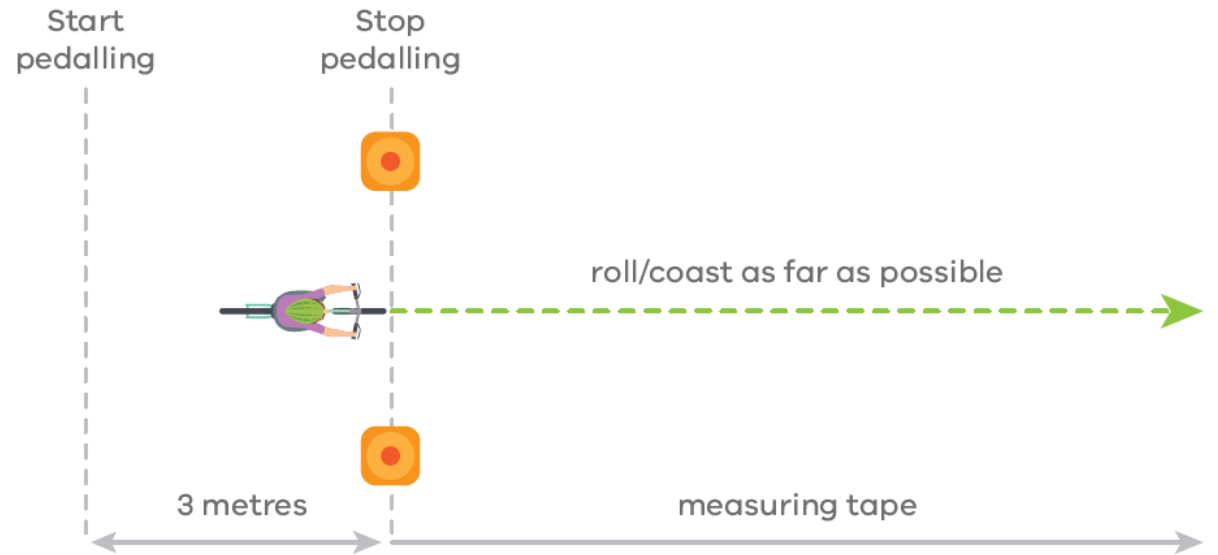 Start
pedalling
Stop
pedalling
roll/coast as far as possible
3 metres
measuring tape